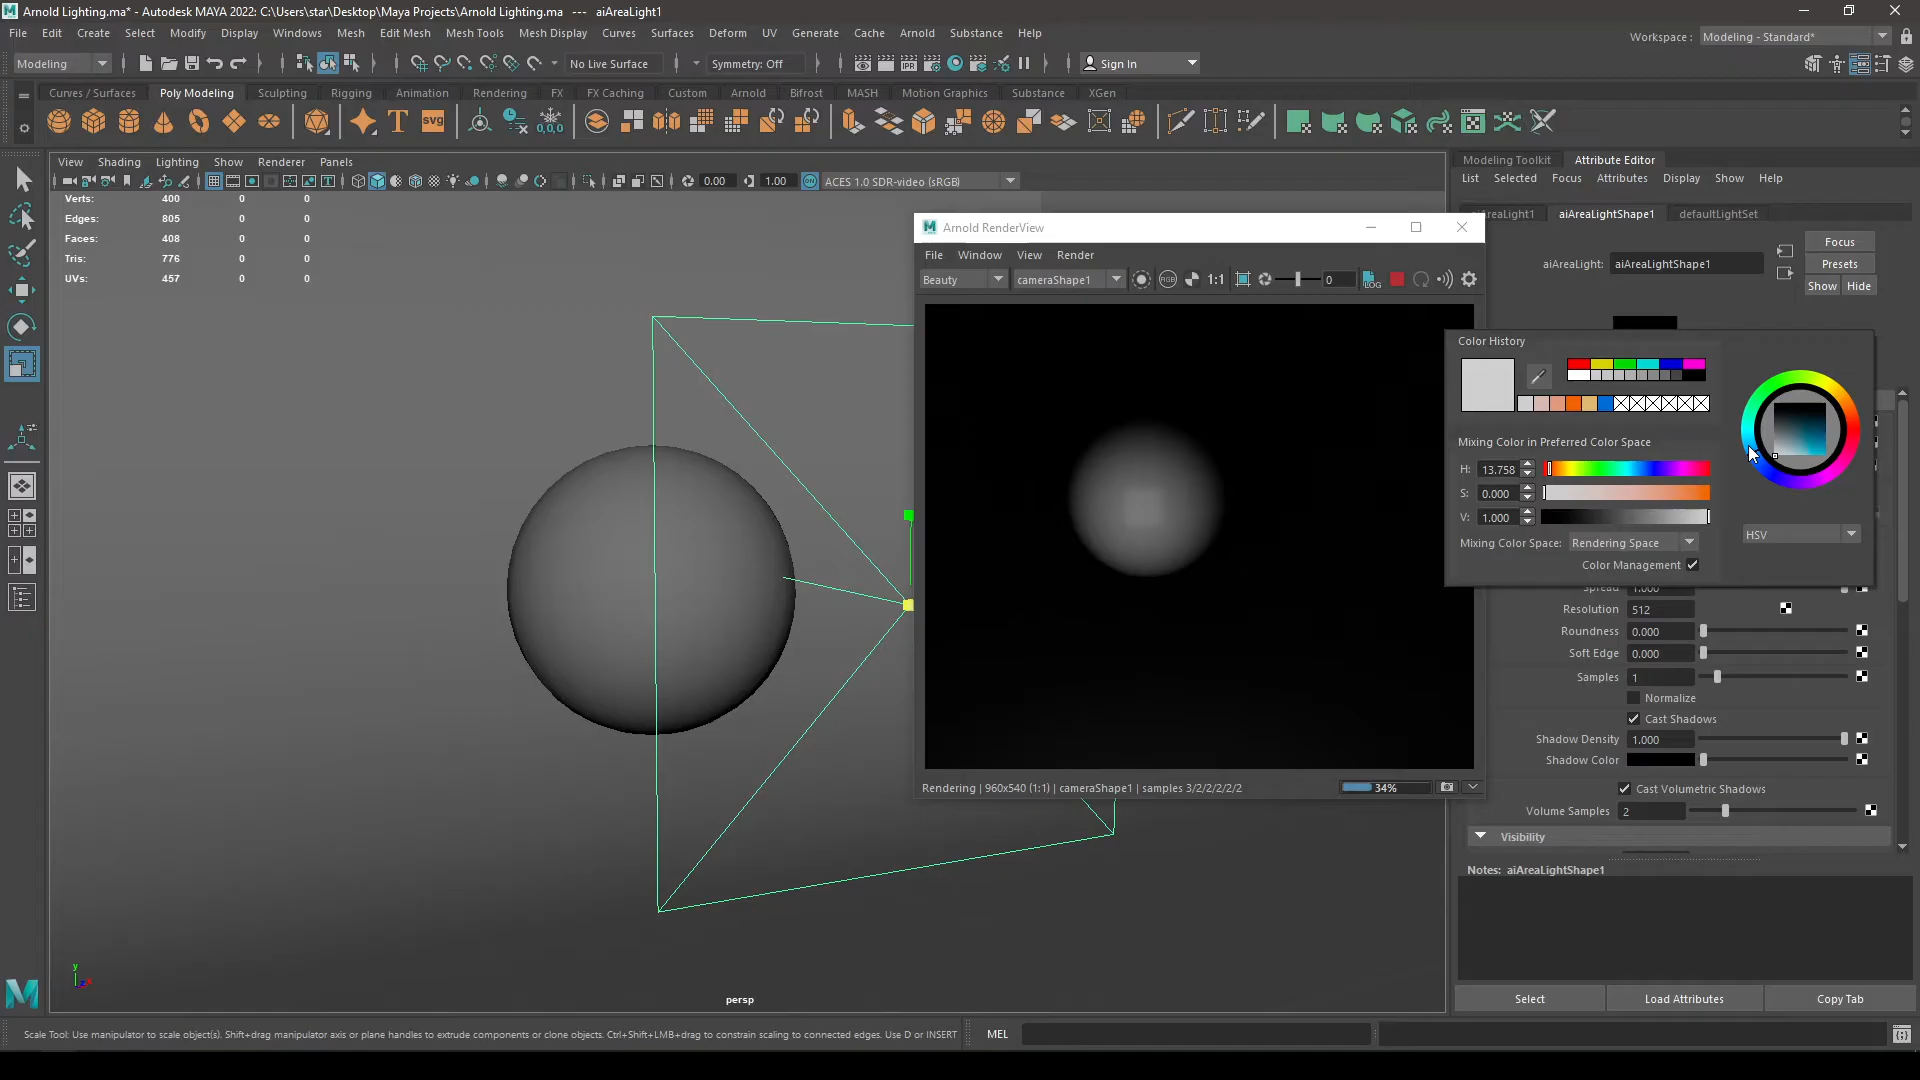 Arnold Lighting.ma* - Autodesk MAYA 2022: C:\Users\star\Desktop\Maya Projects\Arnold Lighting.ma --- aiAreaLight1
File Edit Create Select Modify Display Windows Mesh Edit Mesh Mesh Tools Mesh Display Curves Surfaces Deform UV Generate Cache Arnold Substance Help
Workspace : Modeling - Standard*
Modeling
No Live Surface
Symmetry: Off
IPR
Sign In
Curves / Surfaces Poly Modeling Sculpting Rigging Animation Rendering FX FX Caching Custom Arnold Bifrost MASH Motion Graphics Substance XGen
T svg 0,0,0
View Shading Lighting Show Renderer Panels
0.00 1.00 ACES 1.0 SDR-video (sRGB)
Verts: 400 0 0
Edges: 805 0 0
Faces: 408 0 0
Tris: 776 0 0
UVs: 457 0 0
persp
Arnold RenderView
File Window View Render
Beauty cameraShape1 RGB 1:1 0 LOG
Rendering | 960x540 (1:1) | cameraShape1 | samples 3/2/2/2/2/2
34%
Modeling Toolkit Attribute Editor
List Selected Focus Attributes Display Show Help
aiAreaLightShape1 defaultLightSet
aiAreaLight: aiAreaLightShape1
Focus
Presets
Show Hide
Color History
Mixing Color in Preferred Color Space
H: 13.758
S: 0.000
V: 1.000
HSV
Mixing Color Space: Rendering Space
Color Management
Spread 1.000
Resolution 512
Roundness 0.000
Soft Edge 0.000
Samples 1
Normalize
Cast Shadows
Shadow Density 1.000
Shadow Color
Cast Volumetric Shadows
Volume Samples 2
Visibility
Notes: aiAreaLightShape1
Select Load Attributes Copy Tab
Scale Tool: Use manipulator to scale object(s). Shift+drag manipulator axis or plane handles to extrude components or clone objects. Ctrl+Shift+LMB+drag to constrain scaling to connected edges. Use D or INSERT
MEL